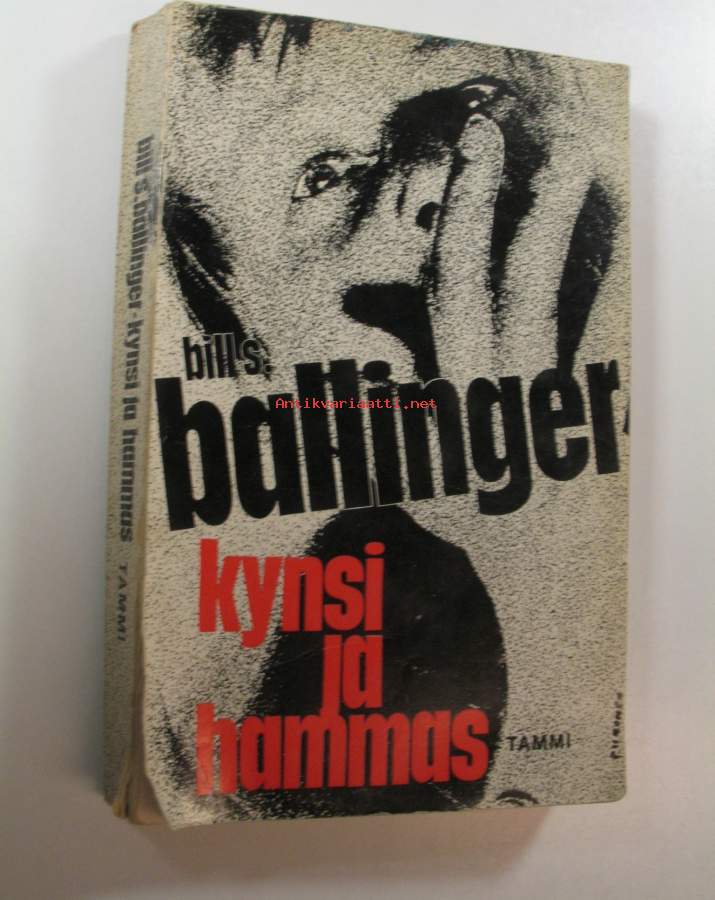 bill s. ballinger · kynsi ja hammas TAMMI
bill s.
ballinger
Antikvariaatti.net
kynsi
ja
hammas
TAMMI